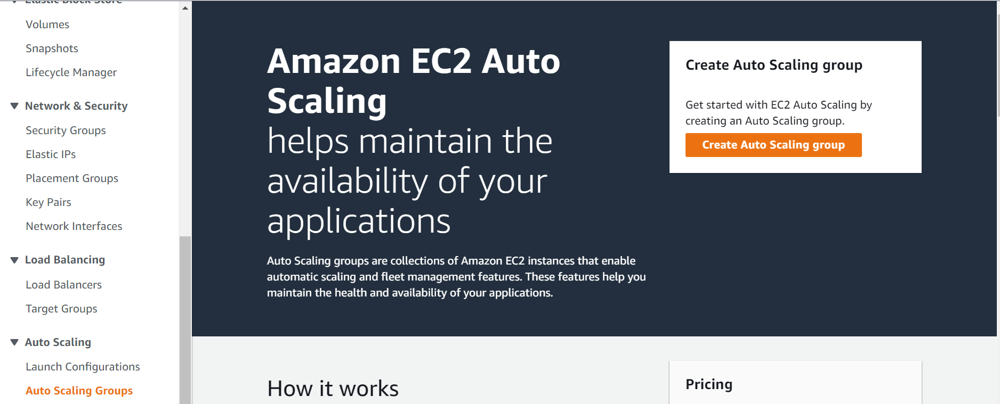 Elastic Block Store
Volumes
Snapshots
Lifecycle Manager
Network & Security
Security Groups
Elastic IPs
Placement Groups
Key Pairs
Network Interfaces
Load Balancing
Load Balancers
Target Groups
Auto Scaling
Launch Configurations
Auto Scaling Groups
Amazon EC2 Auto
Scaling
helps maintain the
availability of your
applications
Auto Scaling groups are collections of Amazon EC2 instances that enable
automatic scaling and fleet management features. These features help you
maintain the health and availability of your applications.
Create Auto Scaling group
Get started with EC2 Auto Scaling by
creating an Auto Scaling group.
Create Auto Scaling group
How it works
Pricing